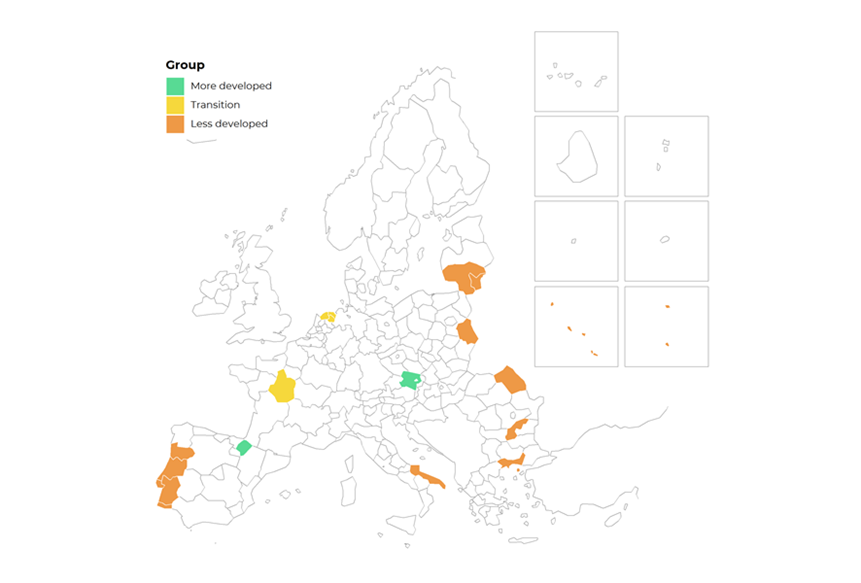 Group
More developed
Transition
Less developed